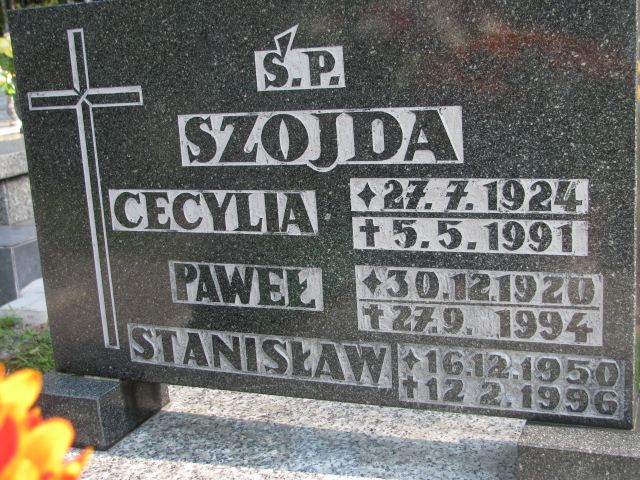 Ś.P.
SZOJDA
CECYLIA ✦27.7.1924
✝5.5.1991
PAWEŁ ✦30.12.1920
✝27.9.1994
STANISŁAW ✦16.12.1950
✝12.2.1996